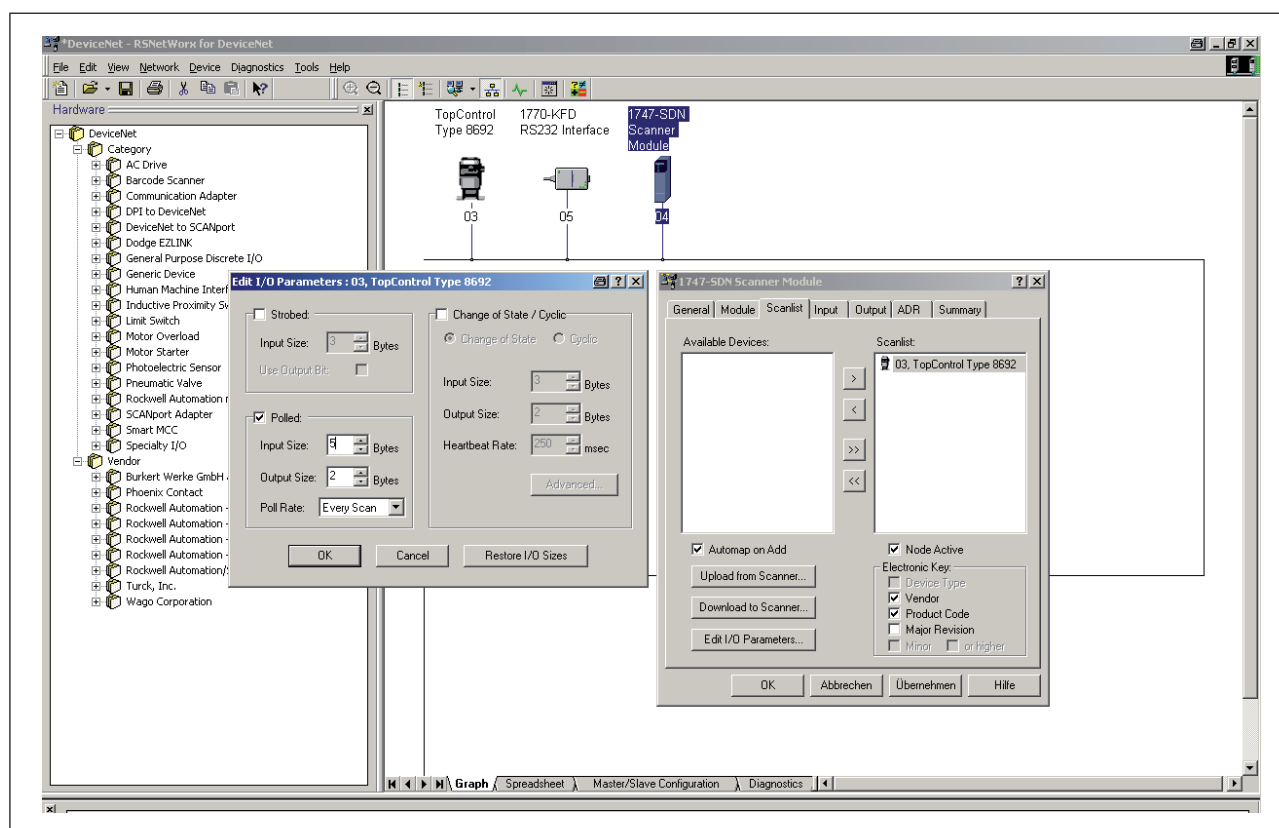 *DeviceNet - RSNetWorx for DeviceNet
File Edit View Network Device Diagnostics Tools Help
Hardware
DeviceNet
Category
AC Drive
Barcode Scanner
Communication Adapter
DPI to DeviceNet
DeviceNet to SCANport
Dodge EZLINK
General Purpose Discrete I/O
Generic Device
Human Machine Interf
Inductive Proximity Sw
Limit Switch
Motor Overload
Motor Starter
Photoelectric Sensor
Pneumatic Valve
Rockwell Automation
SCANport Adapter
Smart MCC
Specialty I/O
Vendor
Burkert Werke GmbH
Phoenix Contact
Rockwell Automation -
Rockwell Automation -
Rockwell Automation -
Rockwell Automation -
Rockwell Automation/
Turck, Inc.
Wago Corporation
TopControl
Type 8692
03
1770-KFD
RS232 Interface
05
1747-SDN
Scanner
Module
04
Edit I/O Parameters : 03, TopControl Type 8692
Strobed:
Input Size: 3 Bytes
Use Output Bit:
Polled:
Input Size: 5 Bytes
Output Size: 2 Bytes
Poll Rate: Every Scan
Change of State / Cyclic
Change of State Cyclic
Input Size: 3 Bytes
Output Size: 2 Bytes
Heartbeat Rate: 250 msec
Advanced...
OK Cancel Restore I/O Sizes
1747-SDN Scanner Module
General Module Scanlist Input Output ADR Summary
Available Devices:
Scanlist:
03, TopControl Type 8692
>
<
>>
<<
Automap on Add
Upload from Scanner...
Download to Scanner...
Edit I/O Parameters...
Node Active
Electronic Key:
Device Type
Vendor
Product Code
Major Revision
Minor or higher
OK Abbrechen Übernehmen Hilfe
Graph Spreadsheet Master/Slave Configuration Diagnostics